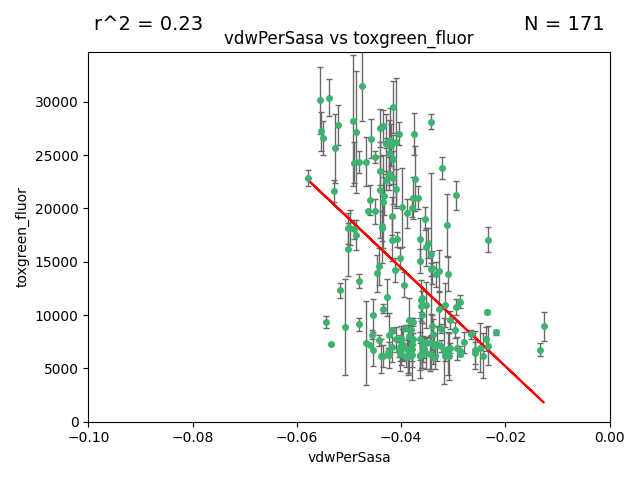 r^2 = 0.23
N = 171
vdwPerSasa vs toxgreen_fluor
30000
25000
20000
15000
10000
5000
0
toxgreen_fluor
−0.10
−0.08
−0.06
−0.04
−0.02
0.00
vdwPerSasa